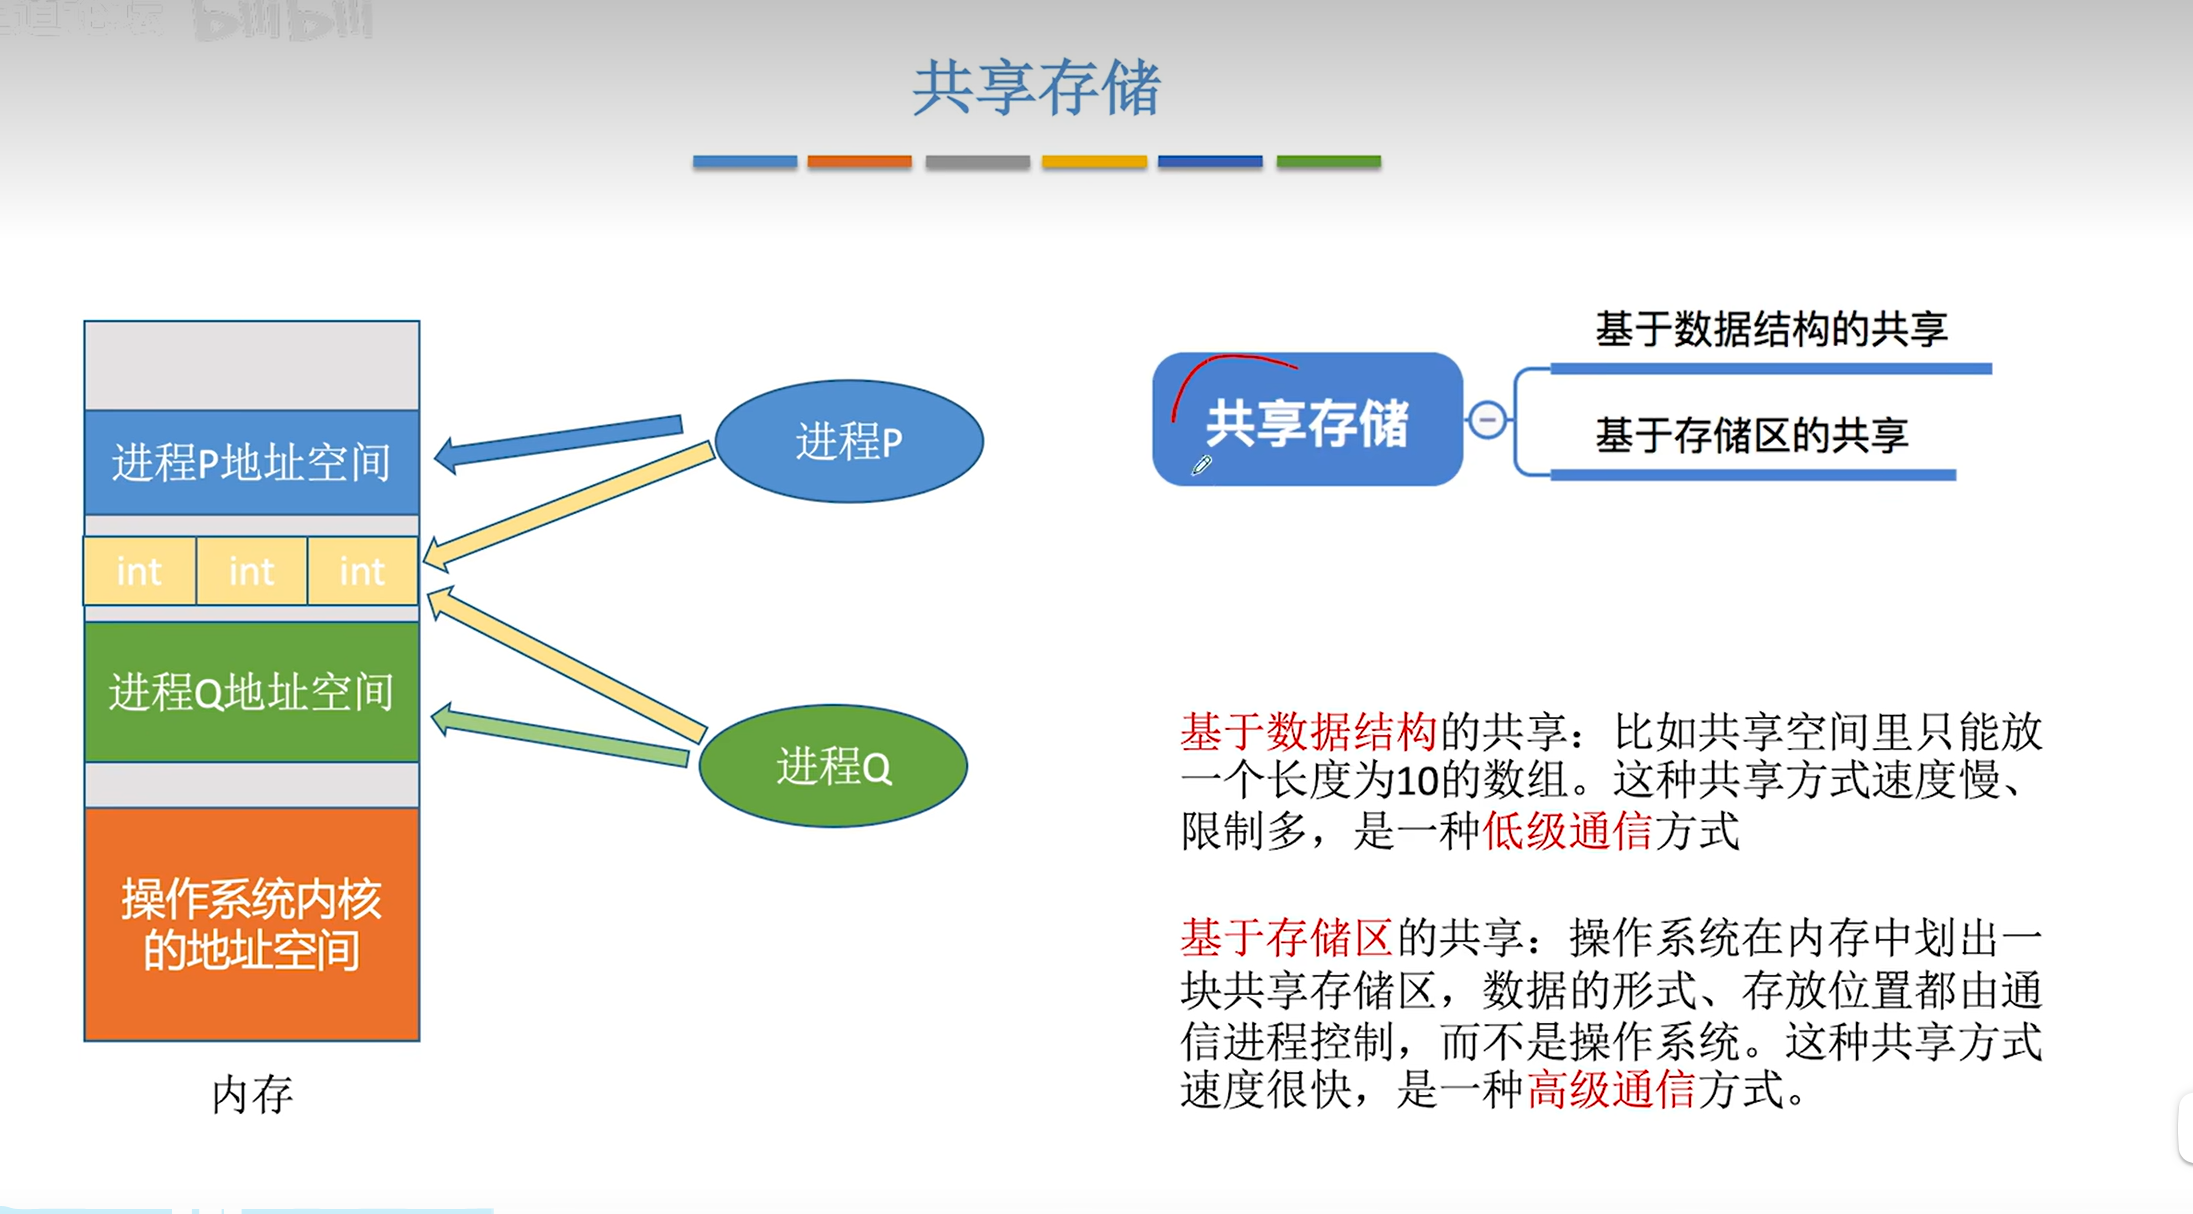 bilibili
共享存储
进程P地址空间
int int int
进程Q地址空间
操作系统内核
的地址空间
内存
进程P
进程Q
共享存储
基于数据结构的共享
基于存储区的共享
基于数据结构的共享：比如共享空间里只能放
一个长度为10的数组。这种共享方式速度慢、
限制多，是一种低级通信方式
基于存储区的共享：操作系统在内存中划出一
块共享存储区，数据的形式、存放位置都由通
信进程控制，而不是操作系统。这种共享方式
速度很快，是一种高级通信方式。